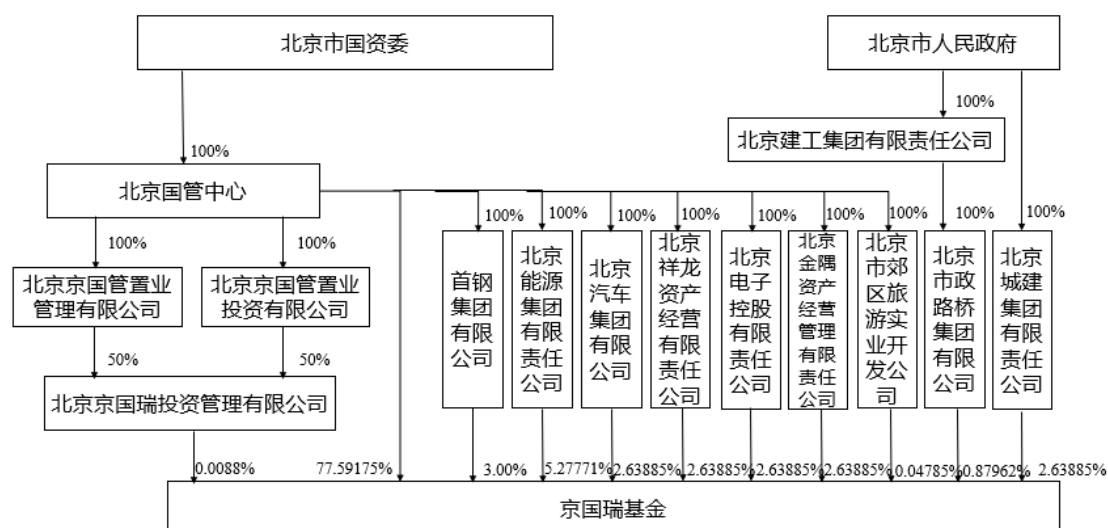 北京市国资委
北京市人民政府
100%
北京建工集团有限责任公司
100%
北京国管中心
100%
100%
100%
100%
100%
100%
100%
100%
100%
100%
100%
北京京国管置业
管理有限公司
北京京国管置业
投资有限公司
首钢
集团
有限
公司
北京
能源
集团
有限
责任
公司
北京
汽车
集团
有限
公司
北京
祥龙
资产
经营
有限
责任
公司
北京
电子
控股
有限
责任
公司
北京
金隅
资产
经营
管理
有限
责任
公司
北京
市郊
区旅
游实
业开
发公
司
北京
市政
路桥
集团
有限
公司
北京
城建
集团
有限
责任
公司
50%
50%
北京京国瑞投资管理有限公司
0.0088%
77.59175%
3.00%
5.27771%
2.63885%
2.63885%
2.63885%
2.63885%
0.04785%
0.87962%
2.63885%
京国瑞基金